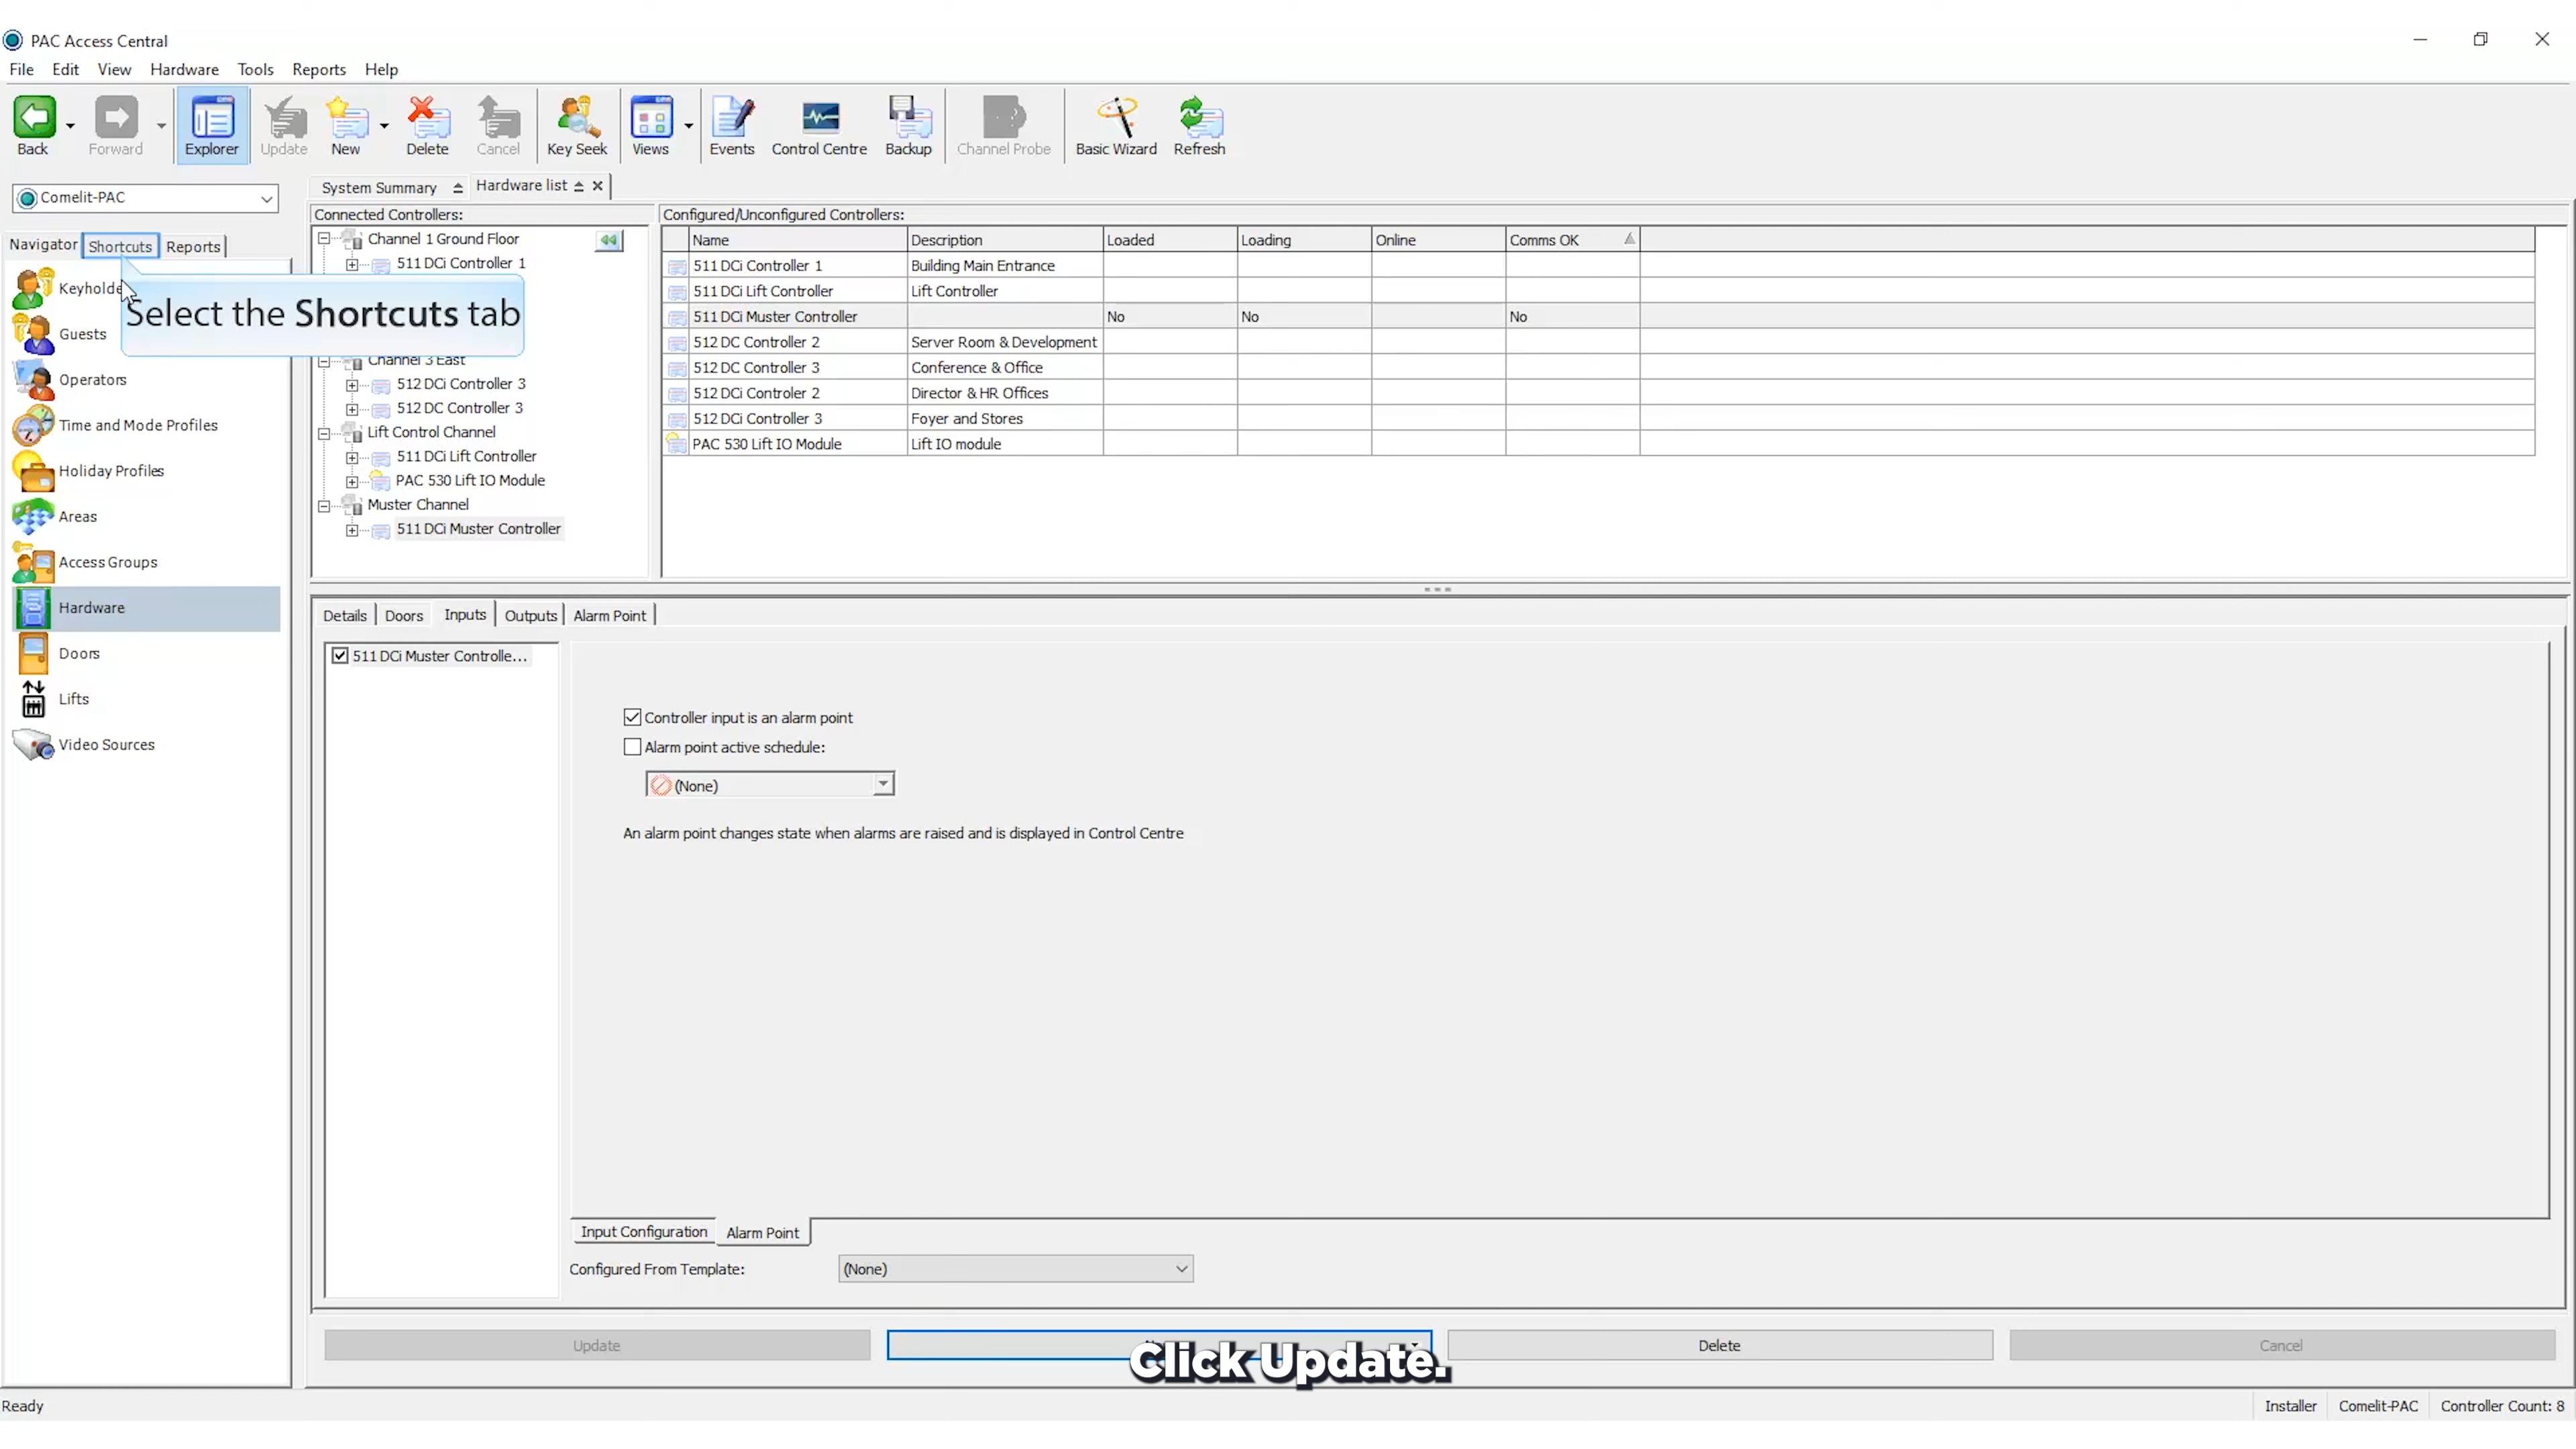 PAC Access Central
File Edit View Hardware Tools Reports Help
Back Forward Explorer Update New Delete Cancel Key Seek Views Events Control Centre Backup Channel Probe Basic Wizard Refresh
Comelit-PAC
Navigator Shortcuts Reports
Keyholde
Select the Shortcuts tab
Guests
Operators
Time and Mode Profiles
Holiday Profiles
Areas
Access Groups
Hardware
Doors
Lifts
Video Sources
System Summary Hardware list
Connected Controllers:
Channel 1 Ground Floor
511 DCi Controller 1
Channel 3 East
512 DCi Controller 3
512 DC Controller 3
Lift Control Channel
511 DCi Lift Controller
PAC 530 Lift IO Module
Muster Channel
511 DCi Muster Controller
Configured/Unconfigured Controllers:
Name Description Loaded Loading Online Comms OK
511 DCi Controller 1 Building Main Entrance
511 DCi Lift Controller Lift Controller
511 DCi Muster Controller No No No
512 DC Controller 2 Server Room & Development
512 DC Controller 3 Conference & Office
512 DCi Controller 2 Director & HR Offices
512 DCi Controller 3 Foyer and Stores
PAC 530 Lift IO Module Lift IO module
Details Doors Inputs Outputs Alarm Point
511 DCi Muster Controlle...
Controller input is an alarm point
Alarm point active schedule:
(None)
An alarm point changes state when alarms are raised and is displayed in Control Centre
Input Configuration Alarm Point
Configured From Template: (None)
Update Delete Cancel
Click Update.
Ready Installer Comelit-PAC Controller Count: 8